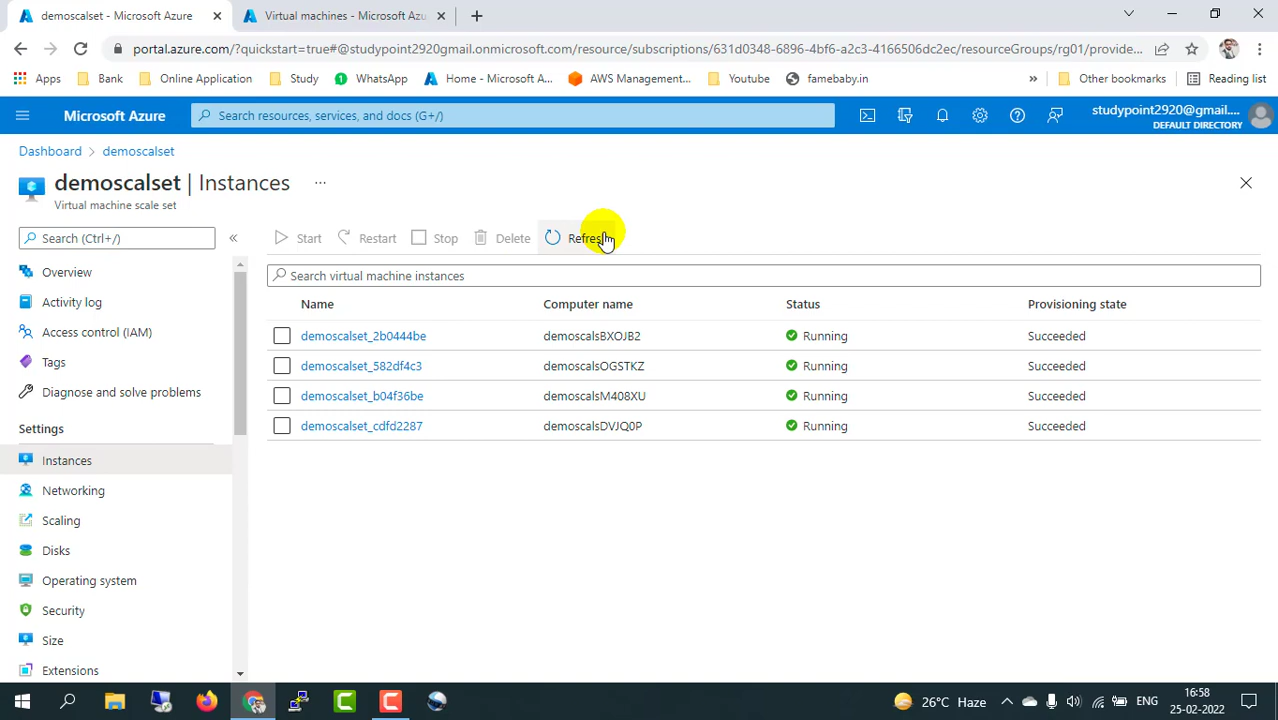 demoscalset - Microsoft Azure
Virtual machines - Microsoft Azu
portal.azure.com/?quickstart=true#@studypoint2920gmail.onmicrosoft.com/resource/subscriptions/631d0348-6896-4bf6-a2c3-4166506dc2ec/resourceGroups/rg01/provide...
Apps
Bank
Online Application
Study
WhatsApp
Home - Microsoft A...
AWS Management...
Youtube
famebaby.in
»
Other bookmarks
Reading list
Microsoft Azure
Search resources, services, and docs (G+/)
studypoint2920@gmail....
DEFAULT DIRECTORY
Dashboard > demoscalset
demoscalset | Instances ...
Virtual machine scale set
Search (Ctrl+/)
«
Start
Restart
Stop
Delete
Refresh
Search virtual machine instances
Name Computer name Status Provisioning state
demoscalset_2b0444be demoscalsBXOJB2 Running Succeeded
demoscalset_582df4c3 demoscalsOGSTKZ Running Succeeded
demoscalset_b04f36be demoscalsM408XU Running Succeeded
demoscalset_cdfd2287 demoscalsDVJQ0P Running Succeeded
Overview
Activity log
Access control (IAM)
Tags
Diagnose and solve problems
Settings
Instances
Networking
Scaling
Disks
Operating system
Security
Size
Extensions
26°C Haze
ENG
16:58
25-02-2022